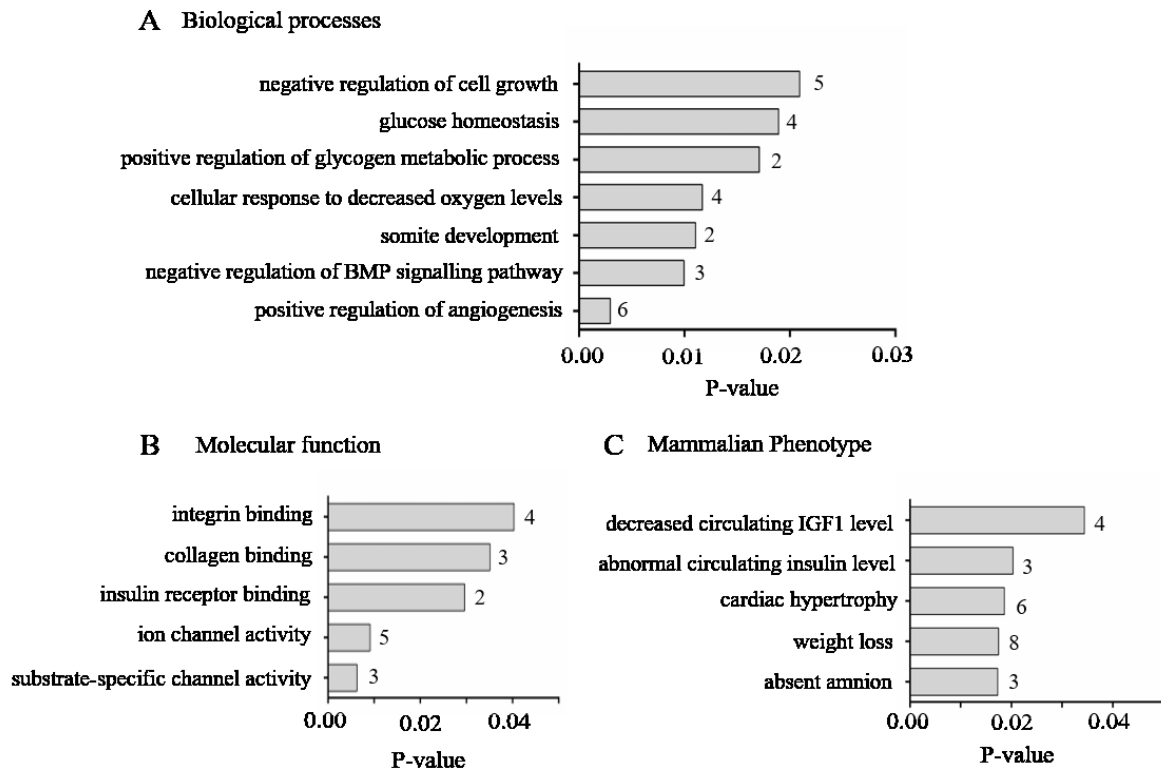 A Biological processes
negative regulation of cell growth 5
glucose homeostasis 4
positive regulation of glycogen metabolic process 2
cellular response to decreased oxygen levels 4
somite development 2
negative regulation of BMP signalling pathway 3
positive regulation of angiogenesis 6
0.00 0.01 0.02 0.03
P-value
B Molecular function
integrin binding 4
collagen binding 3
insulin receptor binding 2
ion channel activity 5
substrate-specific channel activity 3
0.00 0.02 0.04
P-value
C Mammalian Phenotype
decreased circulating IGF1 level 4
abnormal circulating insulin level 3
cardiac hypertrophy 6
weight loss 8
absent amnion 3
0.00 0.02 0.04
P-value